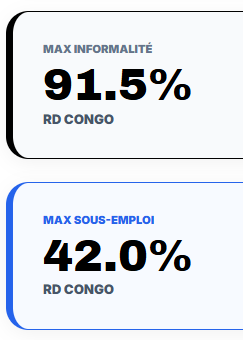 MAX INFORMALITÉ
91.5%
RD CONGO
MAX SOUS-EMPLOI
42.0%
RD CONGO